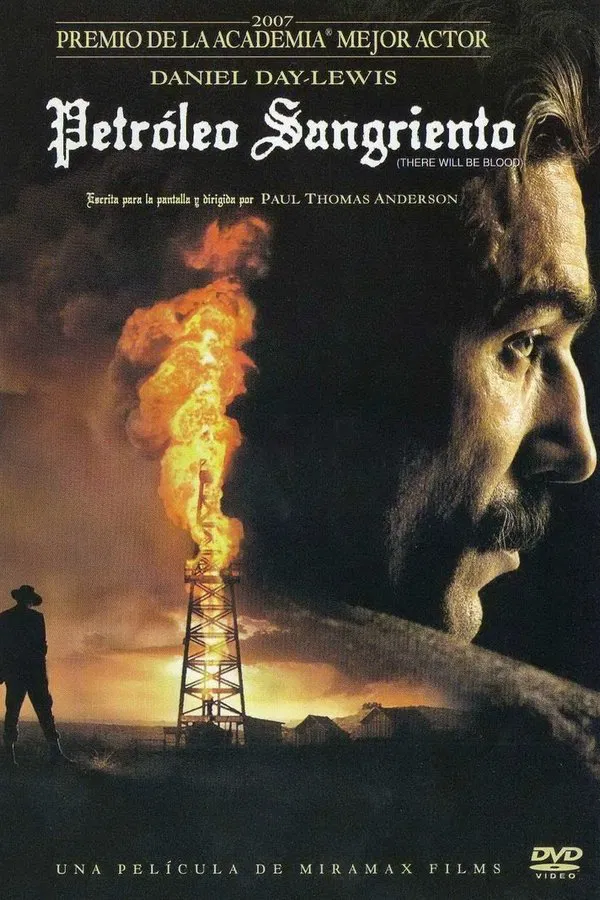 2007
PREMIO DE LA ACADEMIA® MEJOR ACTOR
DANIEL DAY-LEWIS
Petróleo Sangriento
(THERE WILL BE BLOOD)
Escrita para la pantalla y dirigida por PAUL THOMAS ANDERSON
UNA PELÍCULA DE MIRAMAX FILMS
DVD
VIDEO